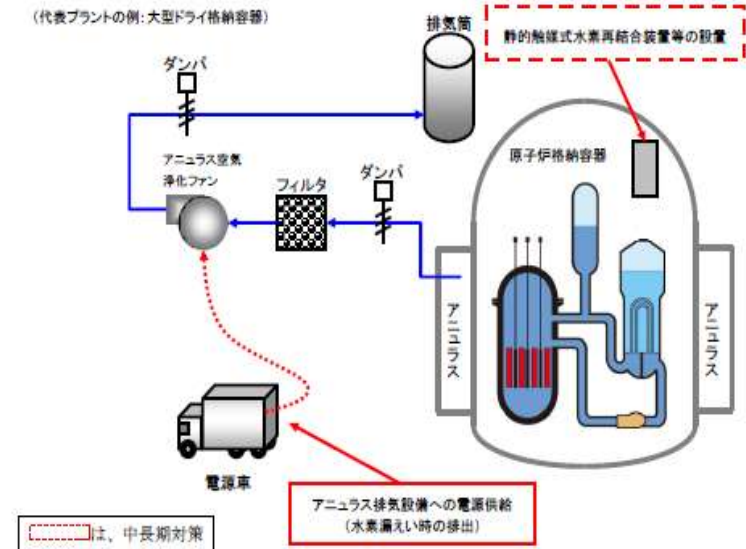 （代表プラントの例：大型ドライ格納容器）
排気筒
静的触媒式水素再結合装置等の設置
ダンパ
アニュラス空気
浄化ファン
フィルタ
ダンパ
原子炉格納容器
アニュラス
アニュラス
電源車
アニュラス排気設備への電源供給
（水素漏えい時の排出）
は、中長期対策